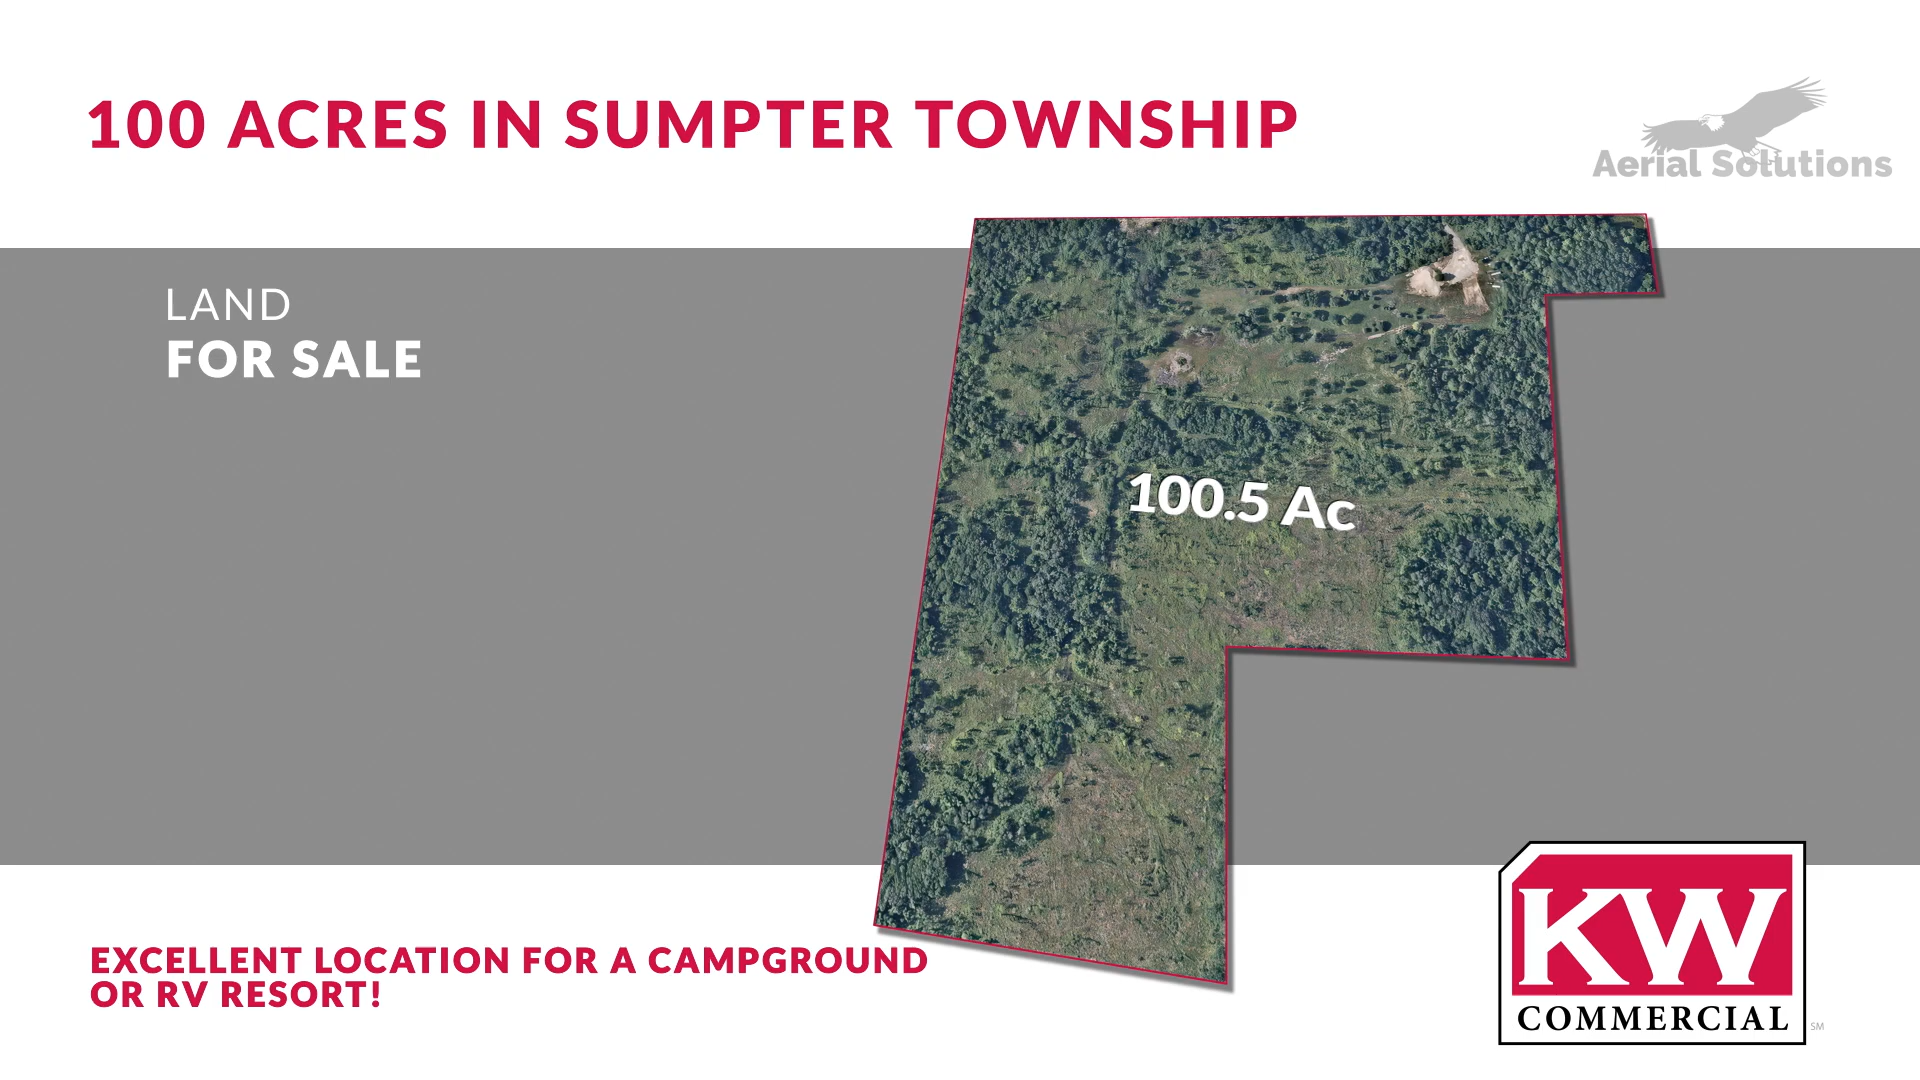 100 ACRES IN SUMPTER TOWNSHIP
Aerial Solutions
LAND
FOR SALE
100.5 Ac
EXCELLENT LOCATION FOR A CAMPGROUND
OR RV RESORT!
KW
COMMERCIAL
SM